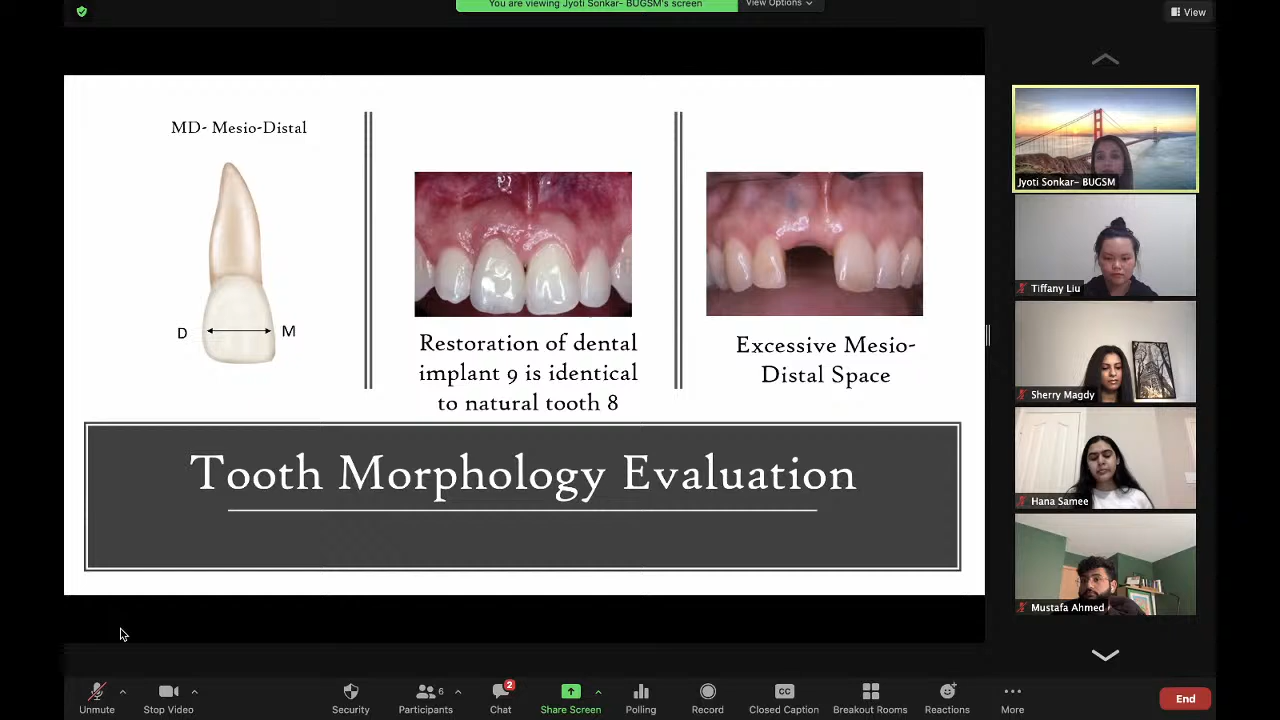 You are viewing Jyoti Sonkar- BUGSM's screen
View Options
View
MD- Mesio-Distal
D
M
Restoration of dental
implant 9 is identical
to natural tooth 8
Excessive Mesio-
Distal Space
Tooth Morphology Evaluation
Jyoti Sonkar- BUGSM
Tiffany Liu
Sherry Magdy
Hana Samee
Mustafa Ahmed
Unmute
Stop Video
Security
6
Participants
2
Chat
Share Screen
Polling
Record
CC
Closed Caption
Breakout Rooms
Reactions
More
End